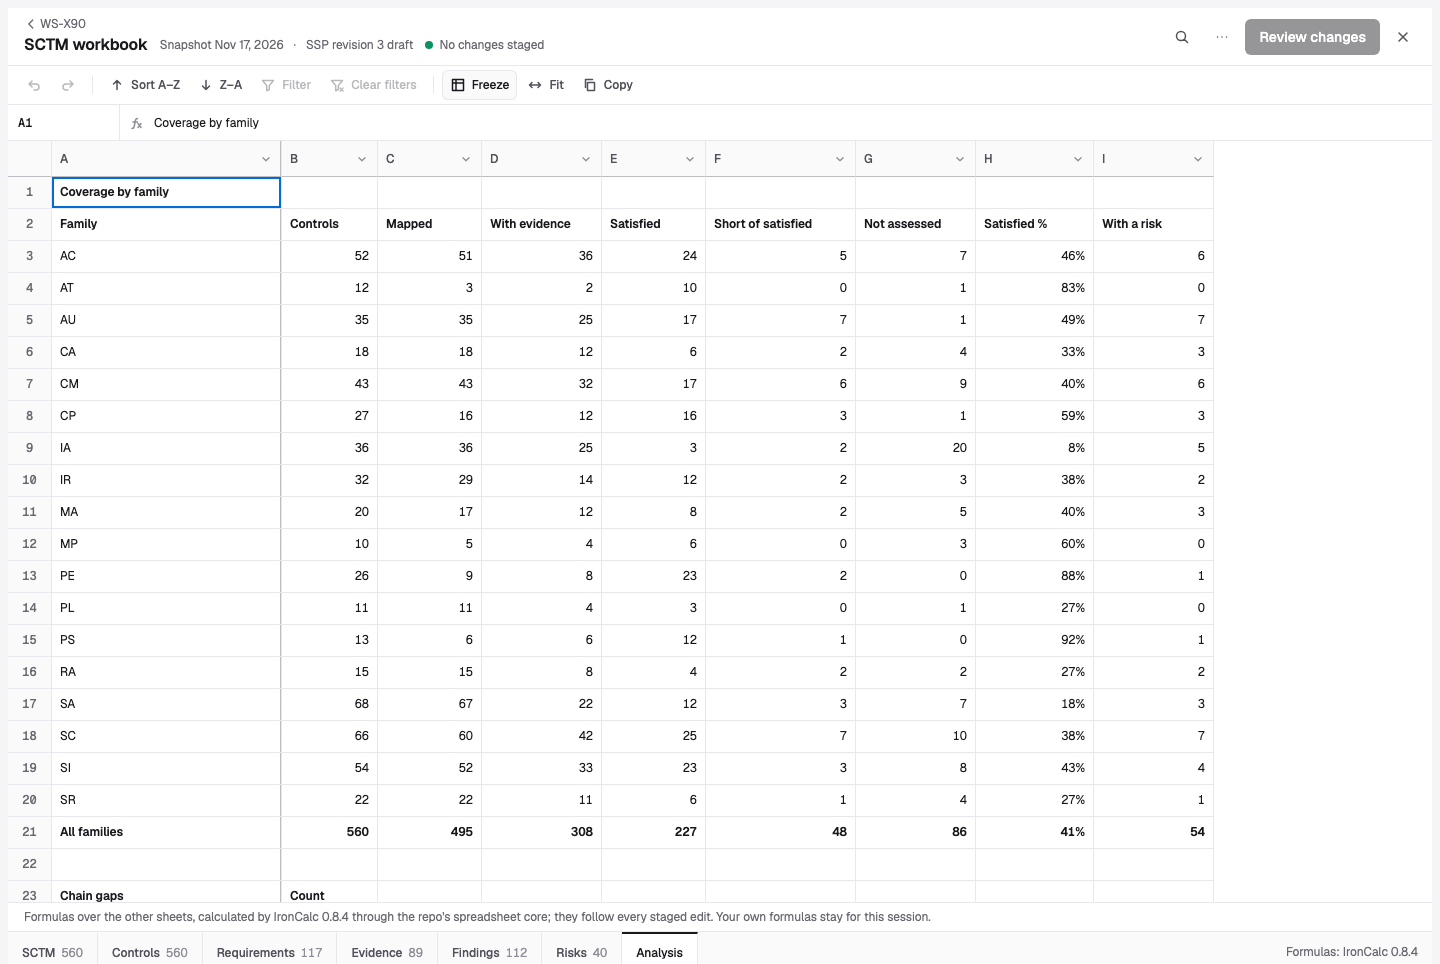 WS-X90
SCTM workbook Snapshot Nov 17, 2026 · SSP revision 3 draft No changes staged
Review changes
Sort A–Z Z–A Filter Clear filters Freeze Fit Copy
A1 fx Coverage by family
A B C D E F G H I
1 Coverage by family
2 Family Controls Mapped With evidence Satisfied Short of satisfied Not assessed Satisfied % With a risk
3 AC 52 51 36 24 5 7 46% 6
4 AT 12 3 2 10 0 1 83% 0
5 AU 35 35 25 17 7 1 49% 7
6 CA 18 18 12 6 2 4 33% 3
7 CM 43 43 32 17 6 9 40% 6
8 CP 27 16 12 16 3 1 59% 3
9 IA 36 36 25 3 2 20 8% 5
10 IR 32 29 14 12 2 3 38% 2
11 MA 20 17 12 8 2 5 40% 3
12 MP 10 5 4 6 0 3 60% 0
13 PE 26 9 8 23 2 0 88% 1
14 PL 11 11 4 3 0 1 27% 0
15 PS 13 6 6 12 1 0 92% 1
16 RA 15 15 8 4 2 2 27% 2
17 SA 68 67 22 12 3 7 18% 3
18 SC 66 60 42 25 7 10 38% 7
19 SI 54 52 33 23 3 8 43% 4
20 SR 22 22 11 6 1 4 27% 1
21 All families 560 495 308 227 48 86 41% 54
22
23 Chain gaps Count
Formulas over the other sheets, calculated by IronCalc 0.8.4 through the repo's spreadsheet core; they follow every staged edit. Your own formulas stay for this session.
SCTM 560 Controls 560 Requirements 117 Evidence 89 Findings 112 Risks 40 Analysis Formulas: IronCalc 0.8.4